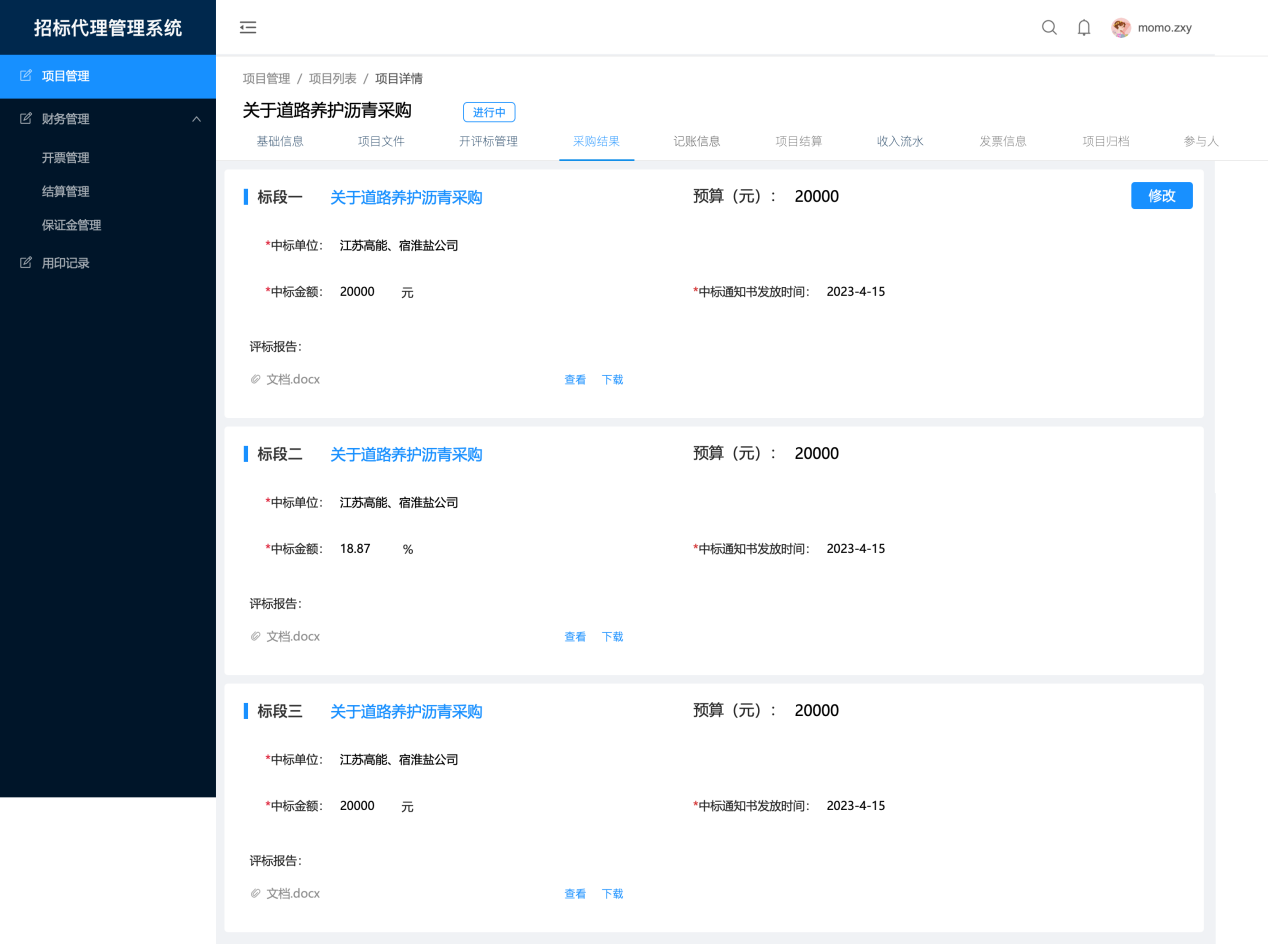 招标代理管理系统
momo.zxy
项目管理
财务管理
开票管理
结算管理
保证金管理
用印记录
项目管理 / 项目列表 / 项目详情
关于道路养护沥青采购 进行中
基础信息 项目文件 开评标管理 采购结果 记账信息 项目结算 收入流水 发票信息 项目归档 参与人
标段一 关于道路养护沥青采购 预算（元）： 20000 修改
*中标单位： 江苏高能、宿淮盐公司
*中标金额： 20000 元 *中标通知书发放时间： 2023-4-15
评标报告：
文档.docx 查看 下载
标段二 关于道路养护沥青采购 预算（元）： 20000
*中标单位： 江苏高能、宿淮盐公司
*中标金额： 18.87 % *中标通知书发放时间： 2023-4-15
评标报告：
文档.docx 查看 下载
标段三 关于道路养护沥青采购 预算（元）： 20000
*中标单位： 江苏高能、宿淮盐公司
*中标金额： 20000 元 *中标通知书发放时间： 2023-4-15
评标报告：
文档.docx 查看 下载